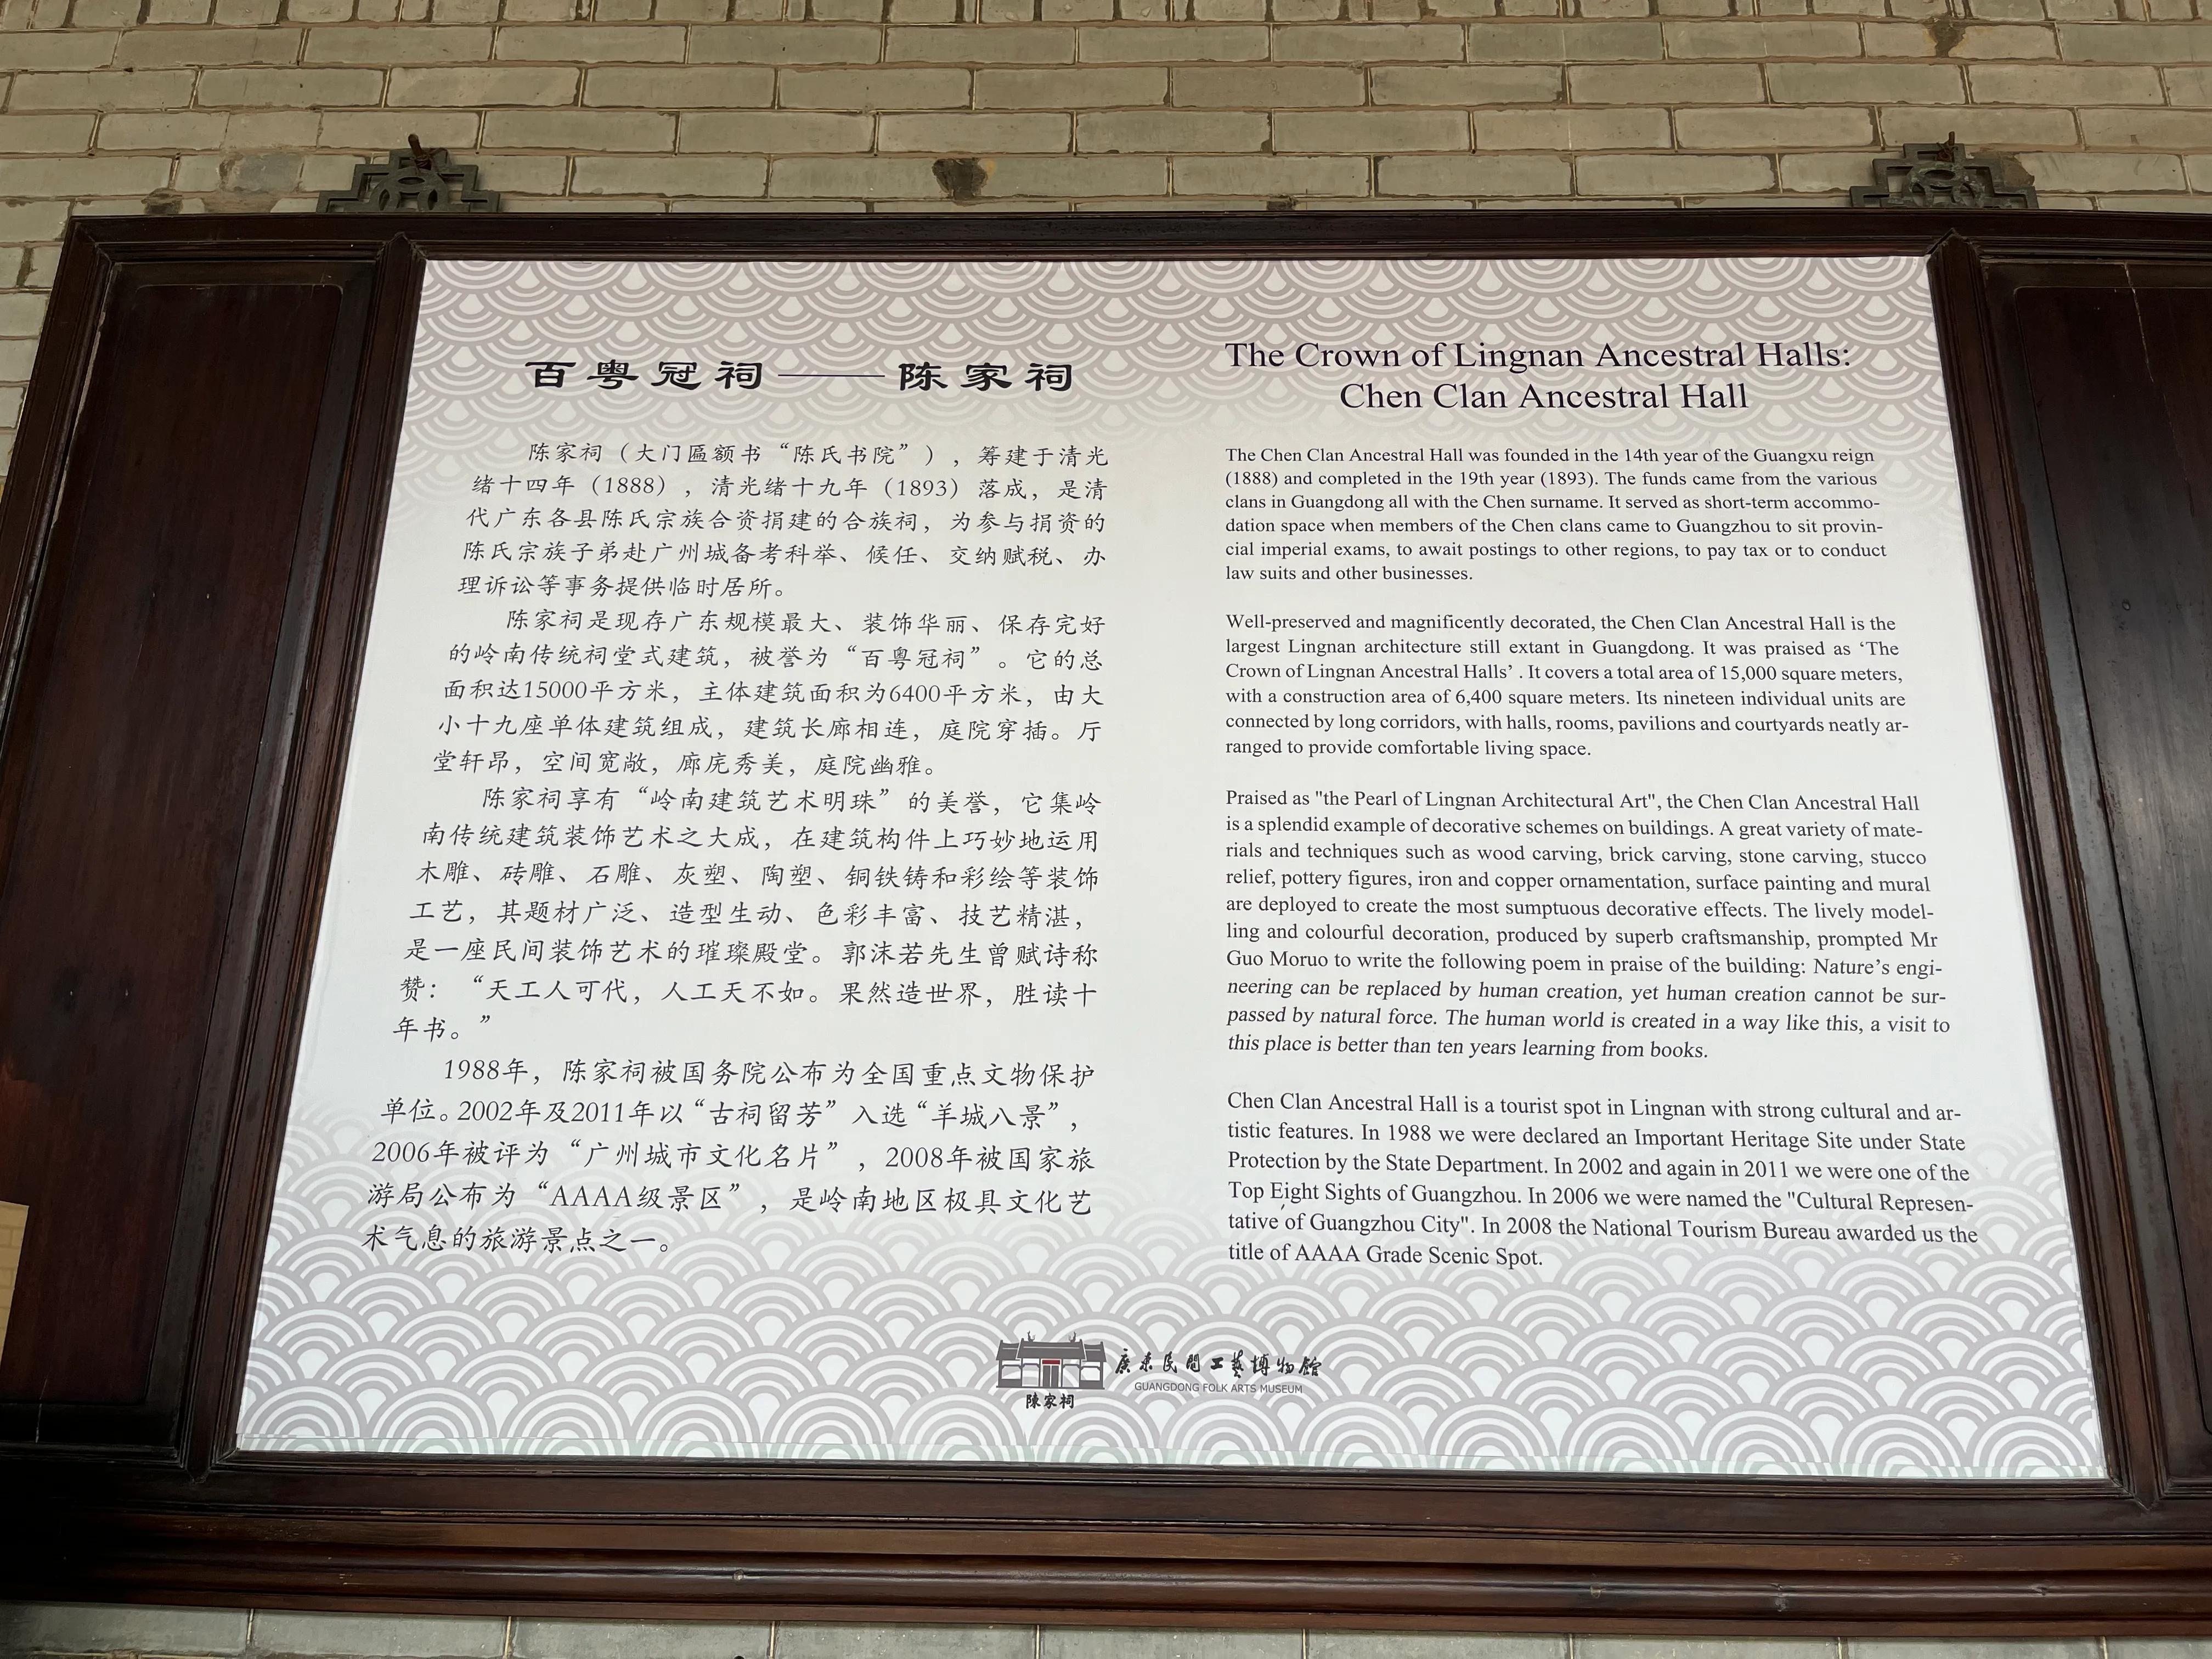 百粤冠祠——陈家祠
陈家祠（大门匾额书“陈氏书院”），筹建于清光
绪十四年（1888），清光绪十九年（1893）落成，是清
代广东各县陈氏宗族合资捐建的合族祠，为参与捐资的
陈氏宗族子弟赴广州城备考科举、候任、交纳赋税、办
理诉讼等事务提供临时居所。
陈家祠是现存广东规模最大、装饰华丽、保存完好
的岭南传统祠堂式建筑，被誉为“百粤冠祠”。它的总
面积达15000平方米，主体建筑面积为6400平方米，由大
小十九座单体建筑组成，建筑长廊相连，庭院穿插。厅
堂轩昂，空间宽敞，廊庑秀美，庭院幽雅。
陈家祠享有“岭南建筑艺术明珠”的美誉，它集岭
南传统建筑装饰艺术之大成，在建筑构件上巧妙地运用
木雕、砖雕、石雕、灰塑、陶塑、铜铁铸和彩绘等装饰
工艺，其题材广泛、造型生动、色彩丰富、技艺精湛，
是一座民间装饰艺术的璀璨殿堂。郭沫若先生曾赋诗称
赞：“天工人可代，人工天不如。果然造世界，胜读十
年书。”
1988年，陈家祠被国务院公布为全国重点文物保护
单位。2002年及2011年以“古祠留芳”入选“羊城八景”，
2006年被评为“广州城市文化名片”，2008年被国家旅
游局公布为“AAAA级景区”，是岭南地区极具文化艺
术气息的旅游景点之一。
The Crown of Lingnan Ancestral Halls:
Chen Clan Ancestral Hall
The Chen Clan Ancestral Hall was founded in the 14th year of the Guangxu reign
(1888) and completed in the 19th year (1893). The funds came from the various
clans in Guangdong all with the Chen surname. It served as short-term accommo-
dation space when members of the Chen clans came to Guangzhou to sit provin-
cial imperial exams, to await postings to other regions, to pay tax or to conduct
law suits and other businesses.
Well-preserved and magnificently decorated, the Chen Clan Ancestral Hall is the
largest Lingnan architecture still extant in Guangdong. It was praised as ‘The
Crown of Lingnan Ancestral Halls’ . It covers a total area of 15,000 square meters,
with a construction area of 6,400 square meters. Its nineteen individual units are
connected by long corridors, with halls, rooms, pavilions and courtyards neatly ar-
ranged to provide comfortable living space.
Praised as "the Pearl of Lingnan Architectural Art", the Chen Clan Ancestral Hall
is a splendid example of decorative schemes on buildings. A great variety of mate-
rials and techniques such as wood carving, brick carving, stone carving, stucco
relief, pottery figures, iron and copper ornamentation, surface painting and mural
are deployed to create the most sumptuous decorative effects. The lively model-
ling and colourful decoration, produced by superb craftsmanship, prompted Mr
Guo Moruo to write the following poem in praise of the building: Nature’s engi-
neering can be replaced by human creation, yet human creation cannot be sur-
passed by natural force. The human world is created in a way like this, a visit to
this place is better than ten years learning from books.
Chen Clan Ancestral Hall is a tourist spot in Lingnan with strong cultural and ar-
tistic features. In 1988 we were declared an Important Heritage Site under State
Protection by the State Department. In 2002 and again in 2011 we were one of the
Top Eight Sights of Guangzhou. In 2006 we were named the "Cultural Represen-
tative of Guangzhou City". In 2008 the National Tourism Bureau awarded us the
title of AAAA Grade Scenic Spot.
陳家祠
廣東民間工藝博物館
GUANGDONG FOLK ARTS MUSEUM